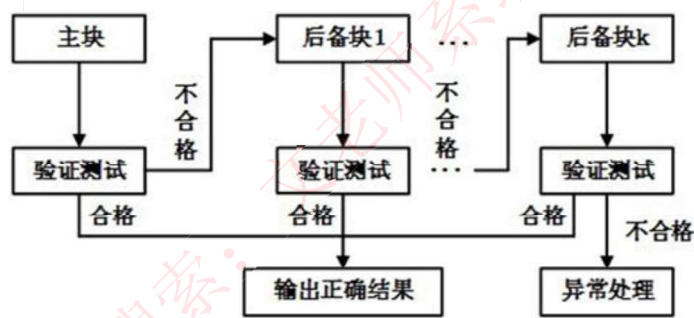 主块
后备块1
...
后备块k
不合格
不合格
验证测试
验证测试
...
验证测试
合格
合格
合格
不合格
输出正确结果
异常处理